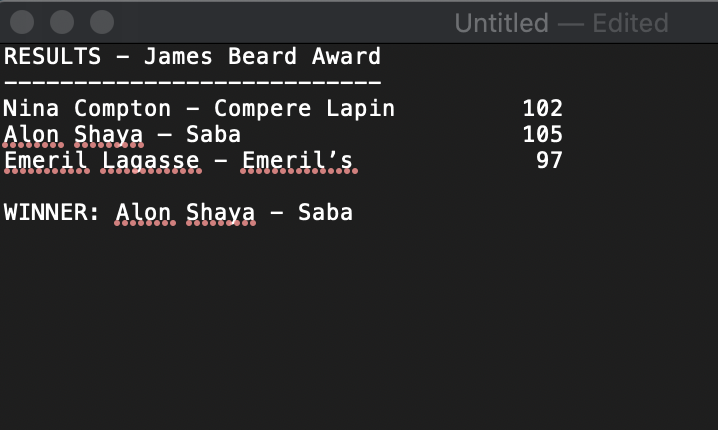 Untitled — Edited
RESULTS – James Beard Award
---------------------------
Nina Compton – Compere Lapin 102
Alon Shaya – Saba 105
Emeril Lagasse – Emeril’s 97
WINNER: Alon Shaya – Saba